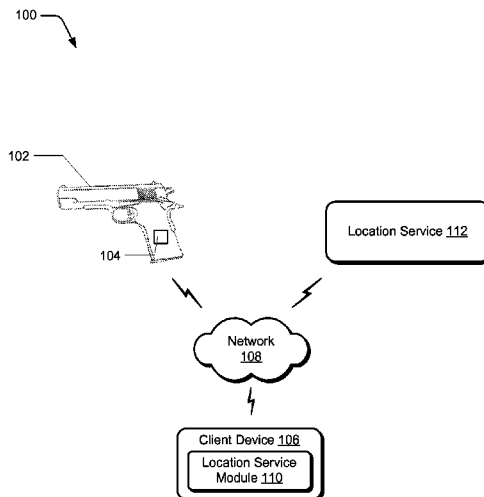 100
102
104
Location Service 112
Network
108
Client Device 106
Location Service
Module 110